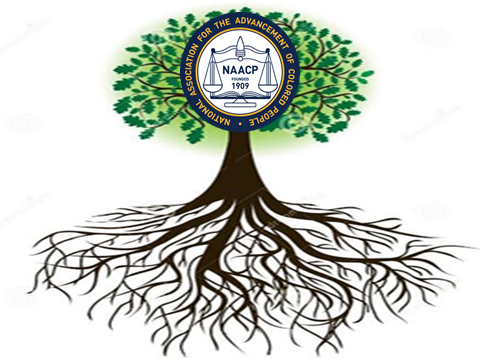 NATIONAL ASSOCIATION FOR THE ADVANCEMENT OF COLORED PEOPLE •
NAACP
FOUNDED
1909